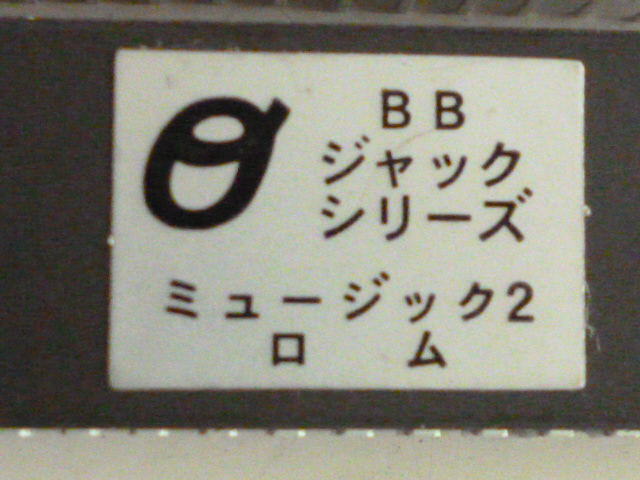 BB
ジャック
シリーズ
ミュージック2
ロム